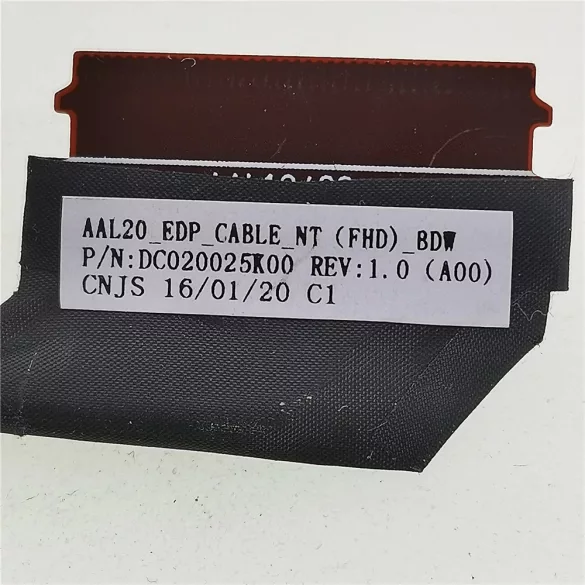 AAL20_EDP_CABLE_NT (FHD)_BDW
P/N:DC020025K00 REV:1.0 (A00)
CNJS 16/01/20 C1